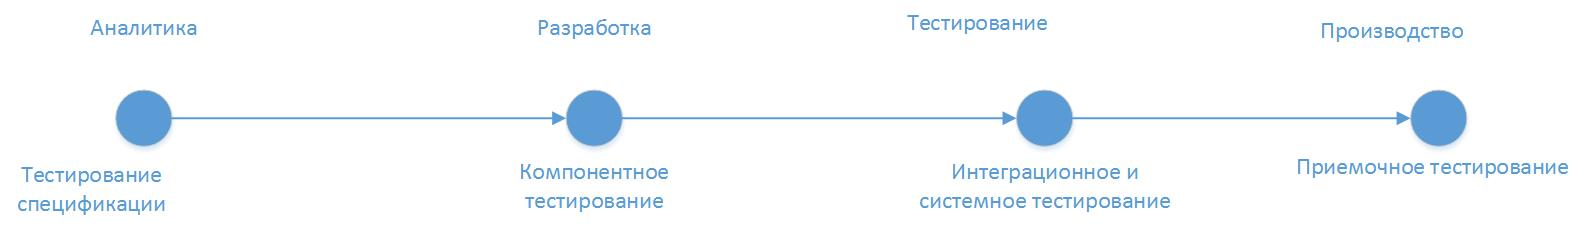 Аналитика
Разработка
Тестирование
Производство
Тестирование
спецификации
Компонентное
тестирование
Интеграционное и
системное тестирование
Приемочное тестирование